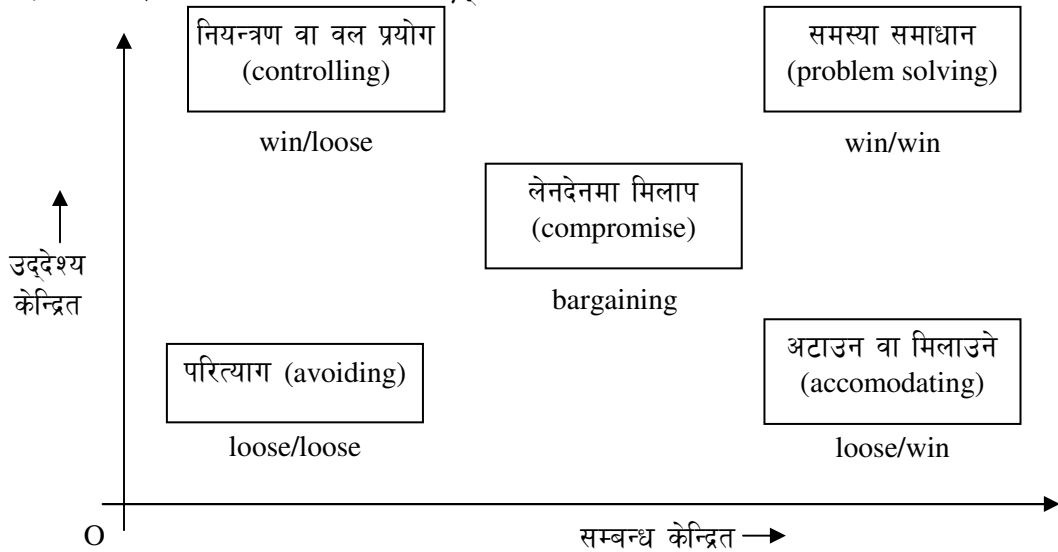 नियन्त्रण वा वल प्रयोग
(controlling)
win/loose
समस्या समाधान
(problem solving)
win/win
लेनदेनमा मिलाप
(compromise)
bargaining
उद्देश्य
केन्द्रित
परित्याग (avoiding)
loose/loose
अटाउन वा मिलाउने
(accomodating)
loose/win
O
सम्बन्ध केन्द्रित